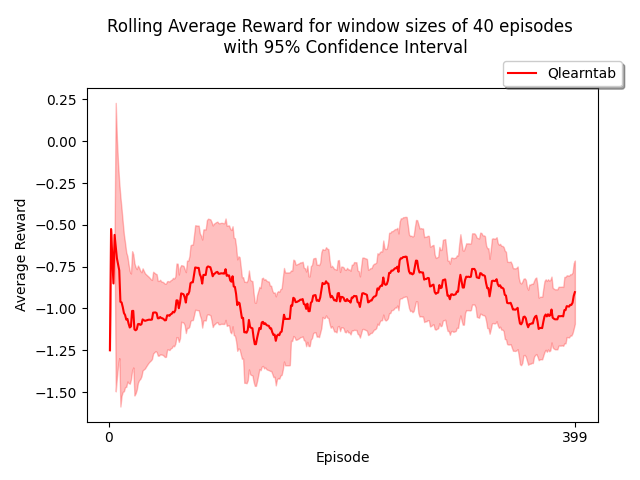 Rolling Average Reward for window sizes of 40 episodes
with 95% Confidence Interval
Qlearntab
0.25
0.00
−0.25
−0.50
−0.75
−1.00
−1.25
−1.50
Average Reward
0
399
Episode